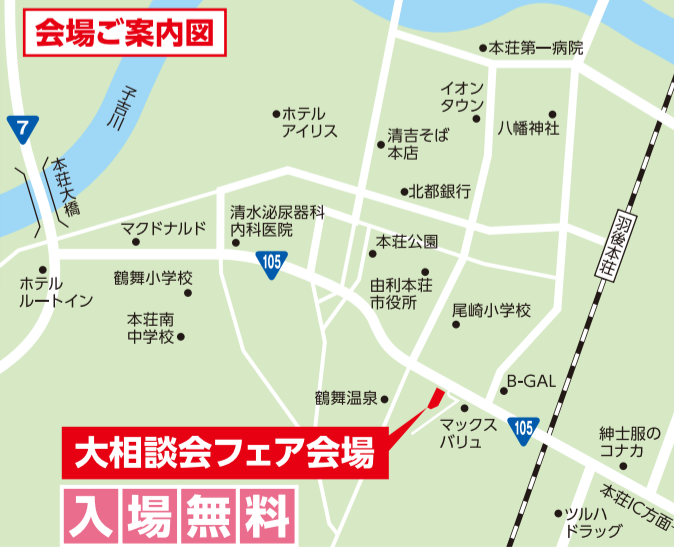 会場ご案内図
本荘第一病院
子吉川
イオン
タウン
ホテル
アイリス
八幡神社
7
清吉そば
本店
本荘大橋
北都銀行
清水泌尿器科
内科医院
マクドナルド
羽後本荘
本荘公園
105
ホテル
ルートイン
鶴舞小学校
由利本荘
市役所
本荘南
中学校
尾崎小学校
B-GAL
鶴舞温泉
マックス
バリュ
105
紳士服の
コナカ
大相談会フェア会場
本荘IC方面
入場無料
ツルハ
ドラッグ